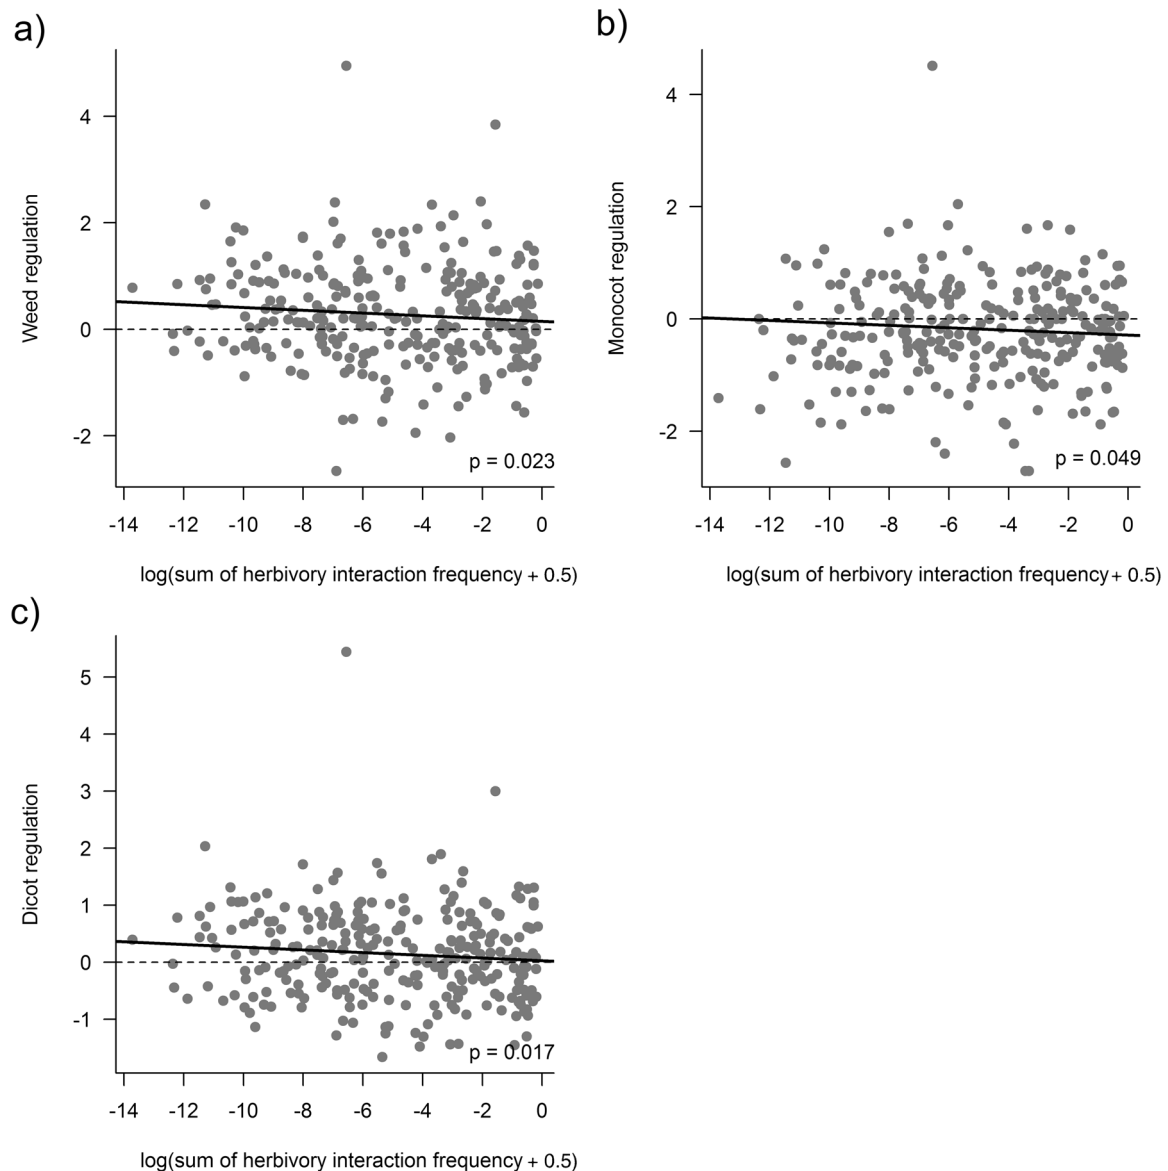 a)
Weed regulation
4
2
0
-2
p = 0.023
-14 -12 -10 -8 -6 -4 -2 0
log(sum of herbivory interaction frequency + 0.5)
b)
Monocot regulation
4
2
0
-2
p = 0.049
-14 -12 -10 -8 -6 -4 -2 0
log(sum of herbivory interaction frequency + 0.5)
c)
Dicot regulation
5
4
3
2
1
0
-1
p = 0.017
-14 -12 -10 -8 -6 -4 -2 0
log(sum of herbivory interaction frequency + 0.5)